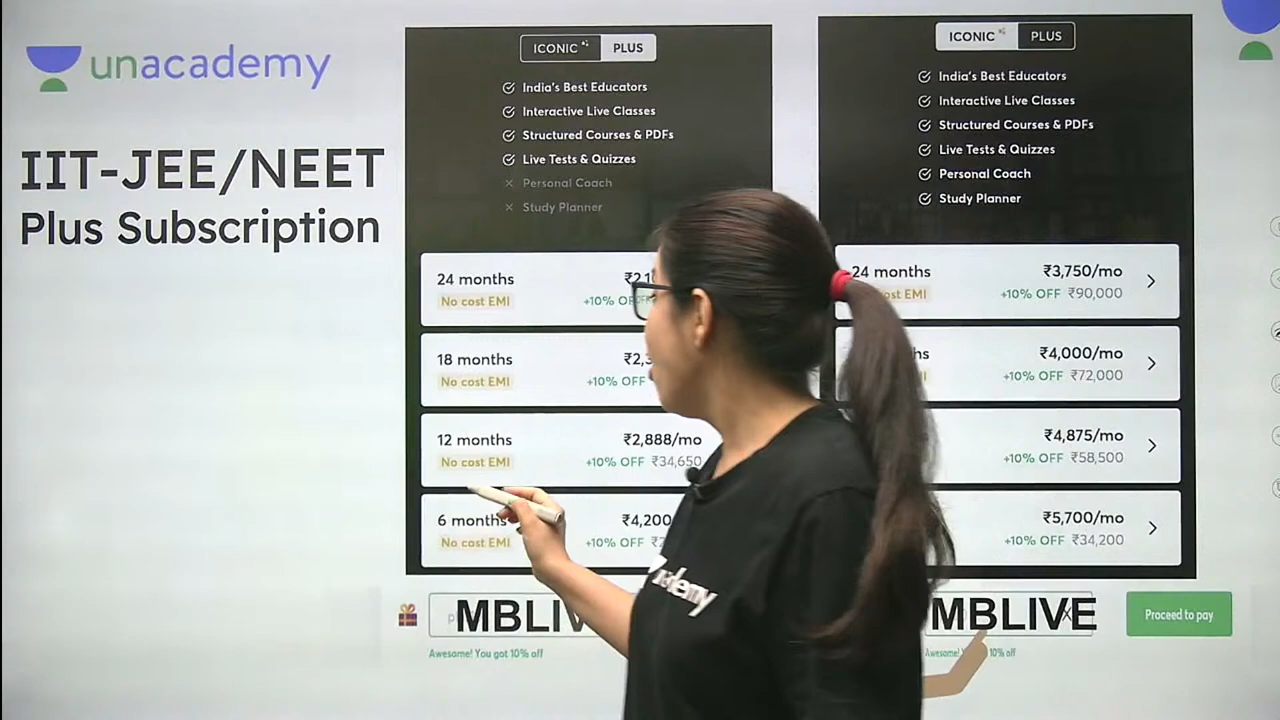 unacademy
IIT-JEE/NEET
Plus Subscription
ICONIC PLUS
India's Best Educators
Interactive Live Classes
Structured Courses & PDFs
Live Tests & Quizzes
Personal Coach
Study Planner
24 months
No cost EMI +10%
18 months
No cost EMI +10% OFF
12 months ₹2,888/mo
No cost EMI +10% OFF ₹34,650
6 months ₹4,200
No cost EMI +10% OFF
MBLIV
Awesome! You got 10% off
ICONIC PLUS
India's Best Educators
Interactive Live Classes
Structured Courses & PDFs
Live Tests & Quizzes
Personal Coach
Study Planner
24 months ₹3,750/mo
EMI +10% OFF ₹90,000
₹4,000/mo
+10% OFF ₹72,000
₹4,875/mo
+10% OFF ₹58,500
₹5,700/mo
+10% OFF ₹34,200
MBLIVE Proceed to pay
Awesome! 10% off